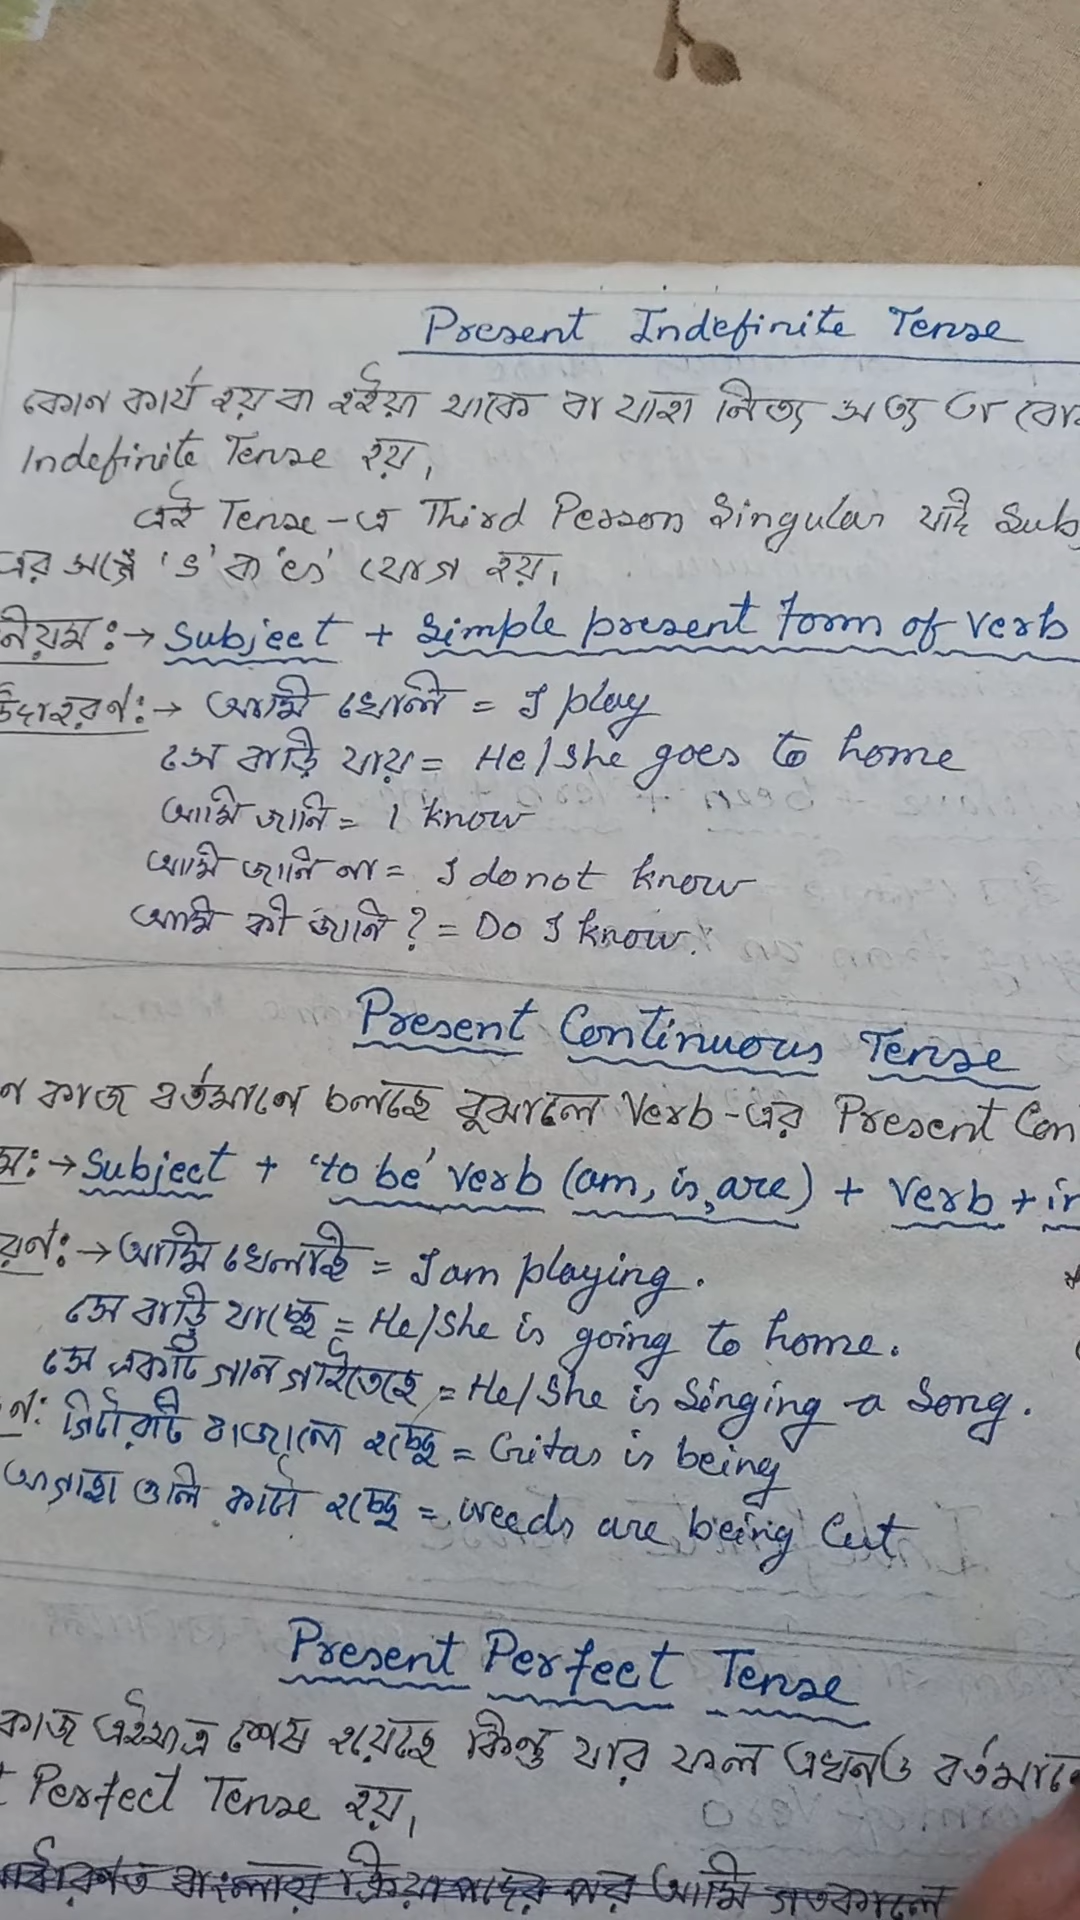 Present Indefinite Tense
কোন কার্য হয় বা হইয়া থাকে বা যাহা নিত্য সত্য তা
Indefinite Tense হয়।
এই Tense-এ Third Person Singular যদি Sub
এর সঙ্গে 's' বা 'es' যোগ হয়।
নিয়ম :→ Subject + Simple present form of verb
উদাহরণ :→ আমি খেলি = I play
সে বাড়ি যায় = He/She goes to home
আমি জানি = I know
আমি জানি না = I do not know
আমি কী জানি ? = Do I know?
Present Continuous Tense
কাজ বর্তমানে চলছে বুঝালে Verb-এর Present Con
:→ Subject + 'to be' verb (am, is, are) + Verb + in
রণ :→ আমি খেলছি = I am playing.
সে বাড়ি যাচ্ছে = He/She is going to home.
সে একটি গান গাইতেছে = He/She is Singing a Song.
ণ: গিটারটি বাজানো হচ্ছে = Guitar is being
আগাছা গুলি কাটা হচ্ছে = weeds are being Cut
Present Perfect Tense
কাজ এইমাত্র শেষ হয়েছে কিন্তু যার ফল এখনও বর্তমানে
t Perfect Tense হয়।